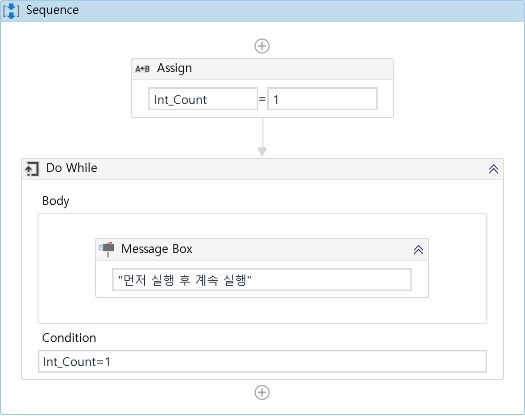 Sequence
A+B Assign
Int_Count = 1
Do While
Body
Message Box
"먼저 실행 후 계속 실행"
Condition
Int_Count=1